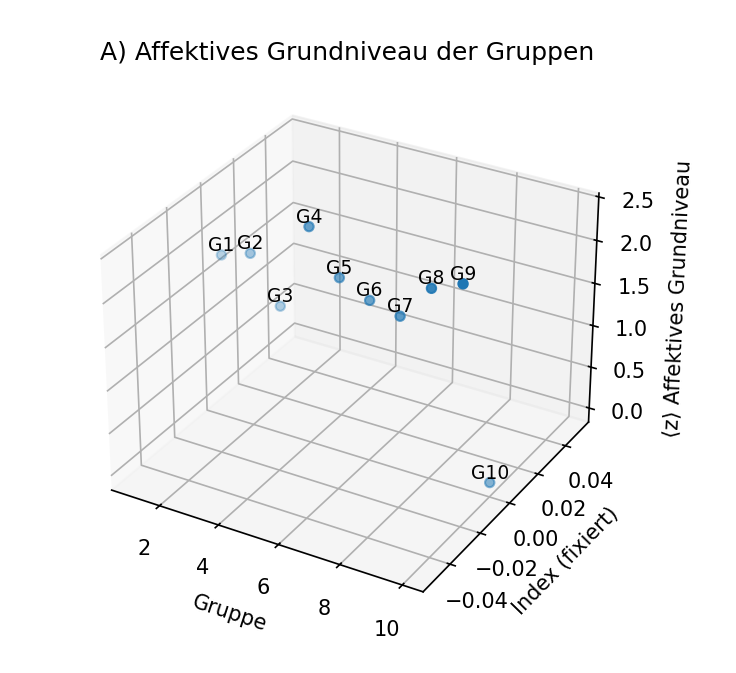 A) Affektives Grundniveau der Gruppen
G1
G2
G3
G4
G5
G6
G7
G8
G9
G10
2
4
6
8
10
Gruppe
−0.04
−0.02
0.00
0.02
0.04
Index (fixiert)
0.0
0.5
1.0
1.5
2.0
2.5
⟨z⟩ Affektives Grundniveau